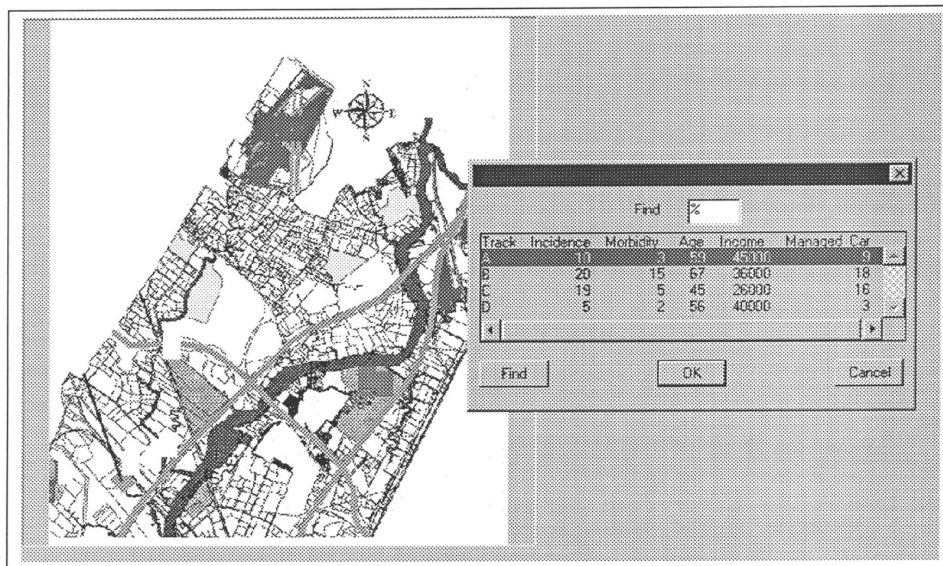 N
W E
S
Find %
Track Incidence Morbidity Age Income Managed Car
A 10 3 59 45000 9
B 20 15 67 36000 18
C 19 5 45 26000 16
D 5 2 56 40000 3
Find OK Cancel